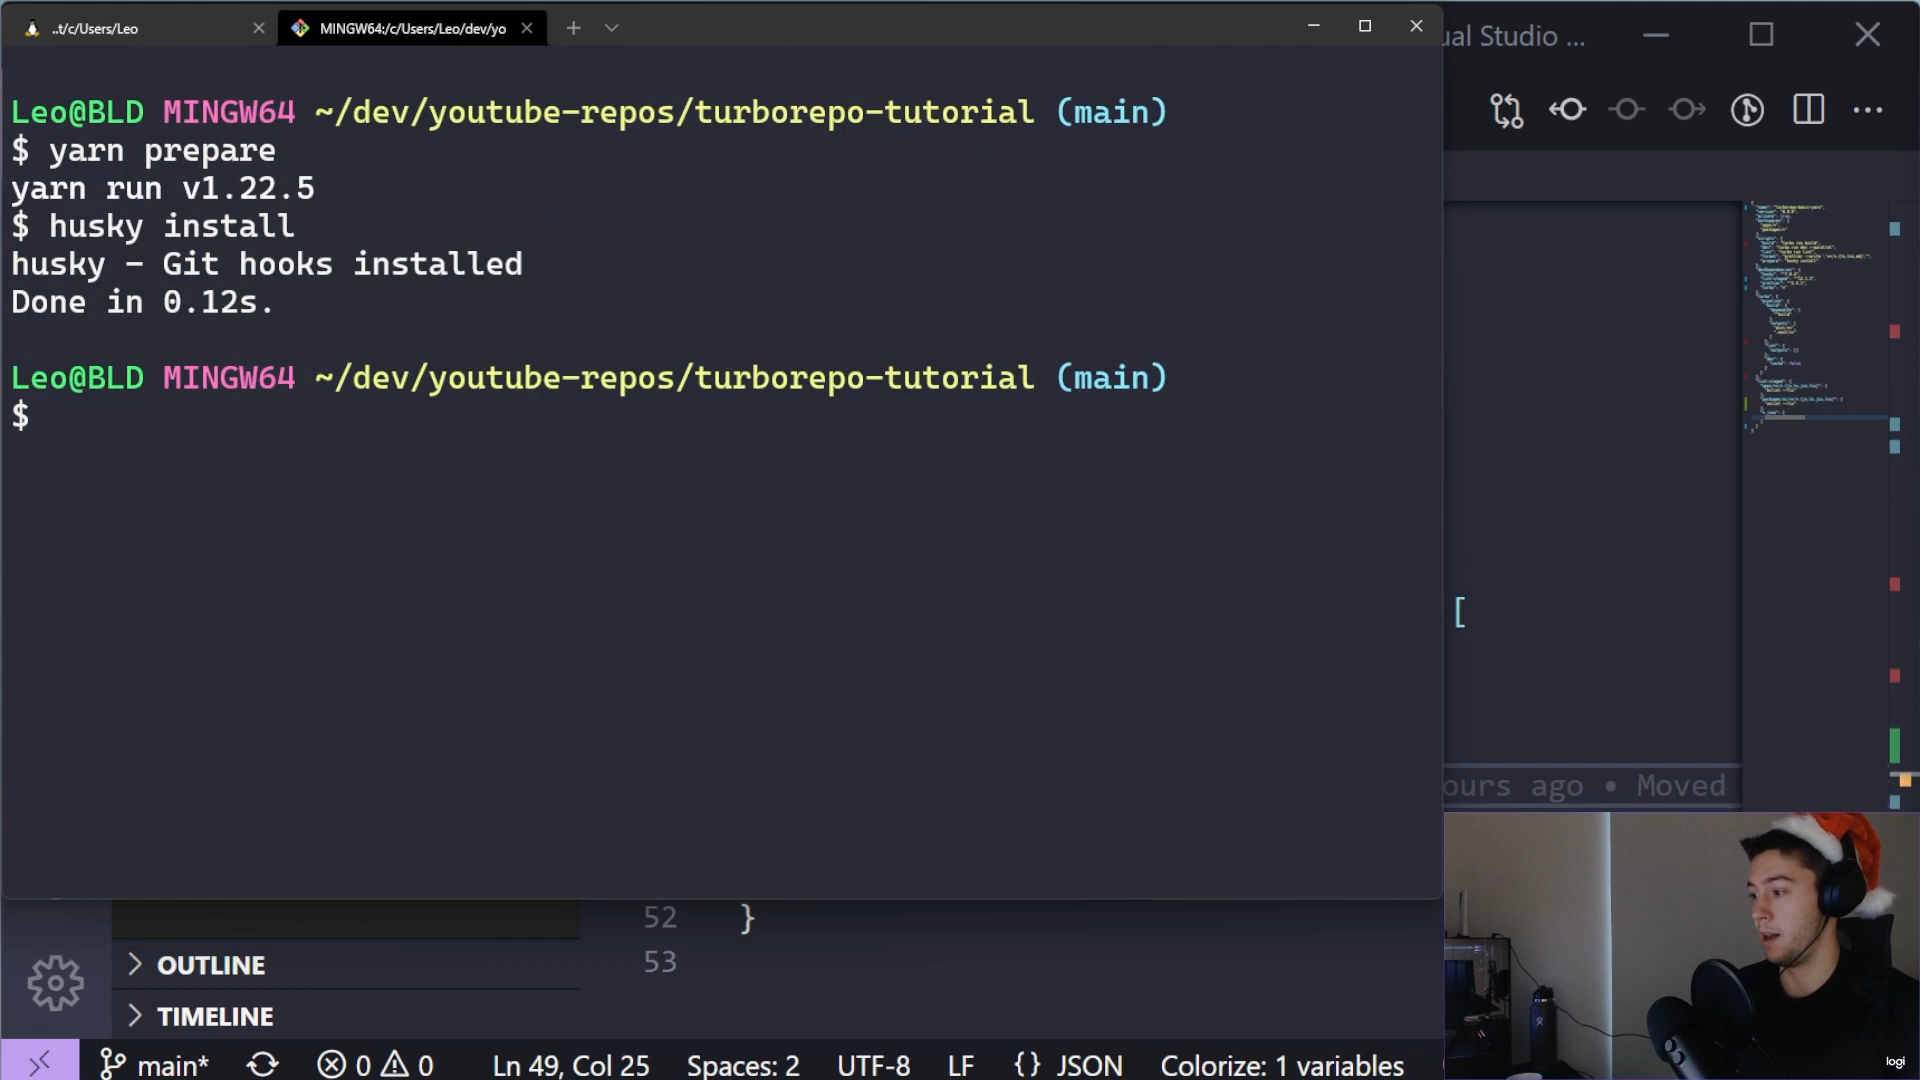 ..t/c/Users/Leo
MINGW64:/c/Users/Leo/dev/yo
ual Studio ...
Leo@BLD MINGW64 ~/dev/youtube-repos/turborepo-tutorial (main)
$ yarn prepare
yarn run v1.22.5
$ husky install
husky - Git hooks installed
Done in 0.12s.
Leo@BLD MINGW64 ~/dev/youtube-repos/turborepo-tutorial (main)
$
[
ours ago • Moved
52 }
53
OUTLINE
TIMELINE
main* 0 0 Ln 49, Col 25 Spaces: 2 UTF-8 LF {} JSON Colorize: 1 variables
logi